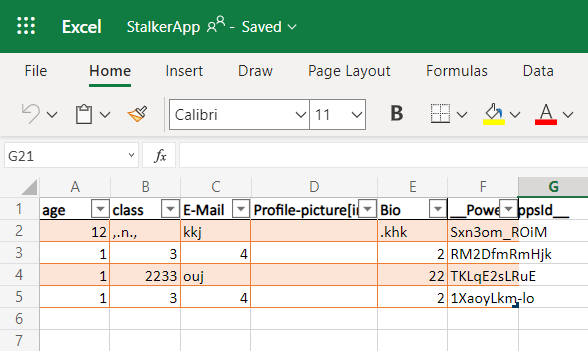 Excel StalkerApp - Saved
File Home Insert Draw Page Layout Formulas Data
Calibri 11 B A
G21 fx
A B C D E F G
1 age class E-Mail Profile-picture[i __Powe ppsId__ Bio
2 12 ,.n., kkj .khk Sxn3om_ROiM
3 1 3 4 2 RM2DfmRmHjk
4 1 2233 ouj 22 TKLqE2sLRuE
5 1 3 4 2 1XaoyLkm-lo
6
7